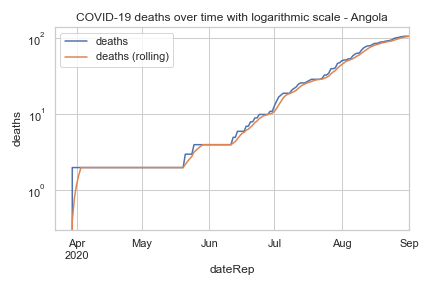 COVID-19 deaths over time with logarithmic scale - Angola
deaths
deaths (rolling)
10²
10¹
10⁰
deaths
Apr May Jun Jul Aug Sep
2020
dateRep